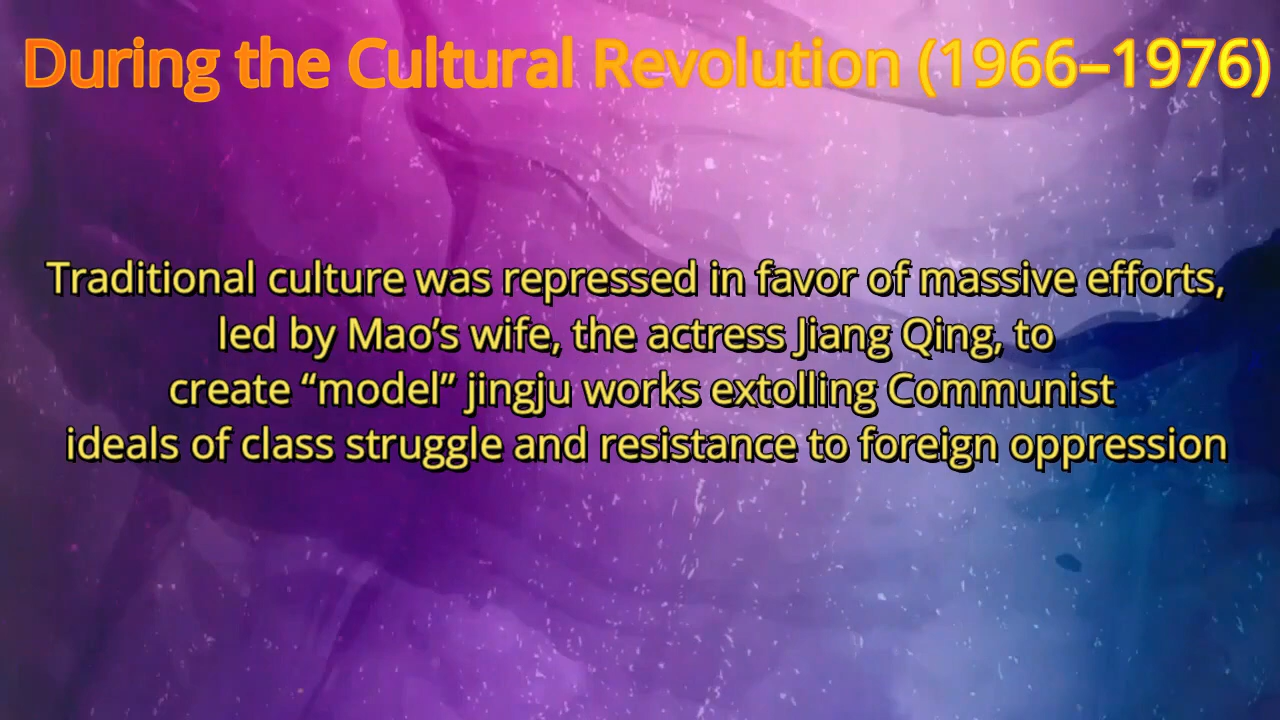 During the Cultural Revolution (1966–1976)
Traditional culture was repressed in favor of massive efforts,
led by Mao’s wife, the actress Jiang Qing, to
create “model” jingju works extolling Communist
ideals of class struggle and resistance to foreign oppression